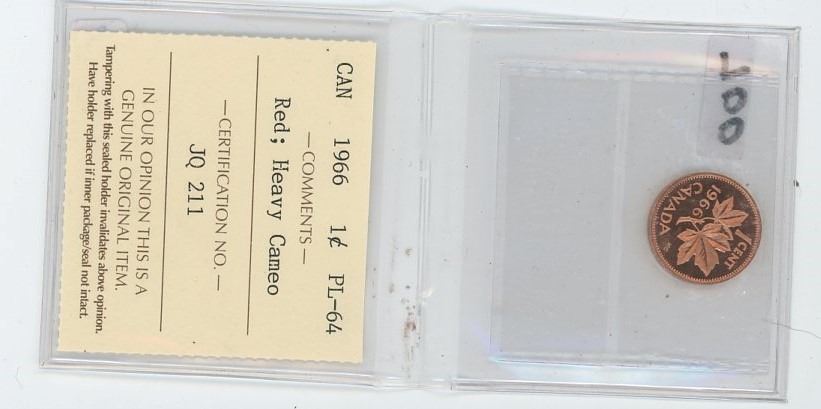 CAN 1966 1¢ PL-64
—COMMENTS—
Red; Heavy Cameo
—CERTIFICATION NO.—
JQ 211
IN OUR OPINION THIS IS A
GENUINE ORIGINAL ITEM.
Tampering with this sealed holder invalidates above opinion.
Have holder replaced if inner package/seal not intact.
100
1 CENT
1966
CANADA